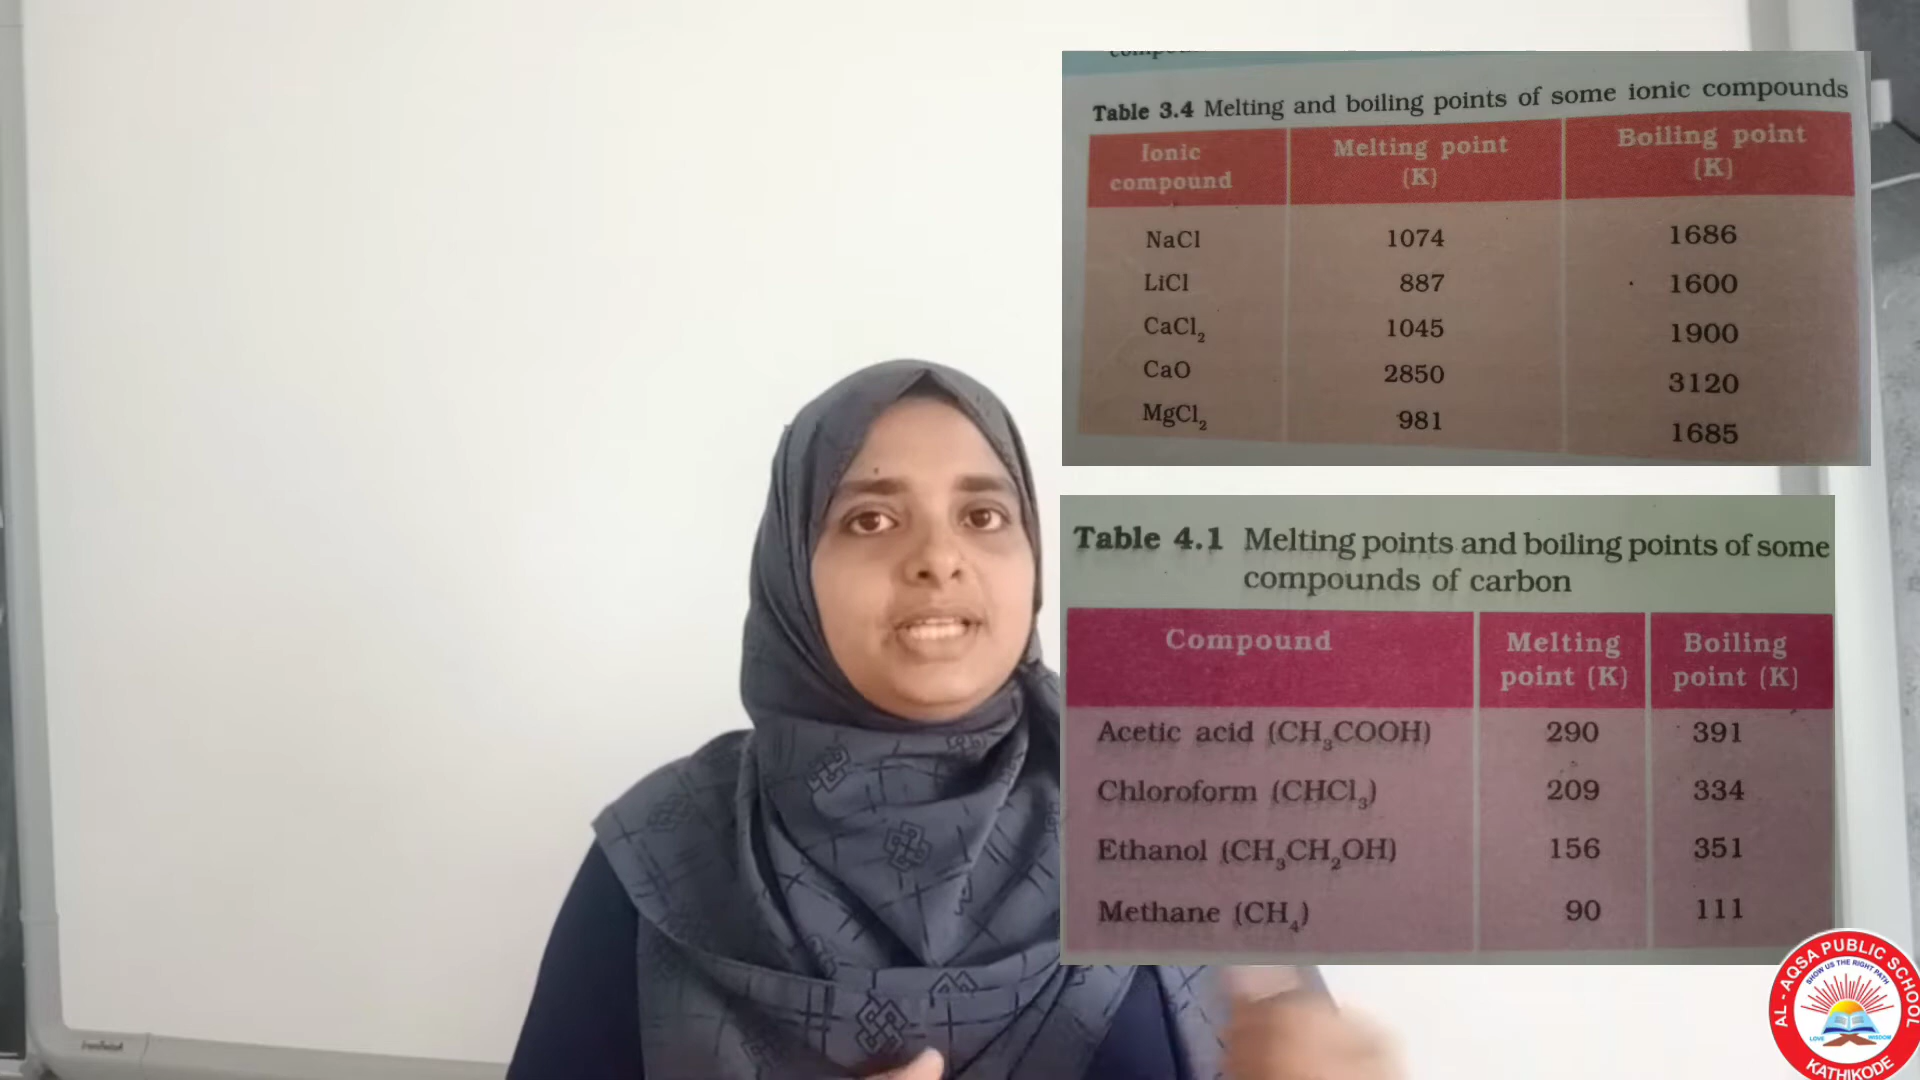 Table 3.4 Melting and boiling points of some ionic compounds
Ionic compound Melting point (K) Boiling point (K)
NaCl 1074 1686
LiCl 887 1600
CaCl₂ 1045 1900
CaO 2850 3120
MgCl₂ 981 1685
Table 4.1 Melting points and boiling points of some
compounds of carbon
Compound Melting point (K) Boiling point (K)
Acetic acid (CH₃COOH) 290 391
Chloroform (CHCl₃) 209 334
Ethanol (CH₃CH₂OH) 156 351
Methane (CH₄) 90 111
AL - AQSA PUBLIC SCHOOL
SHOW US THE RIGHT PATH
LOVE WISDOM
KATHIKODE